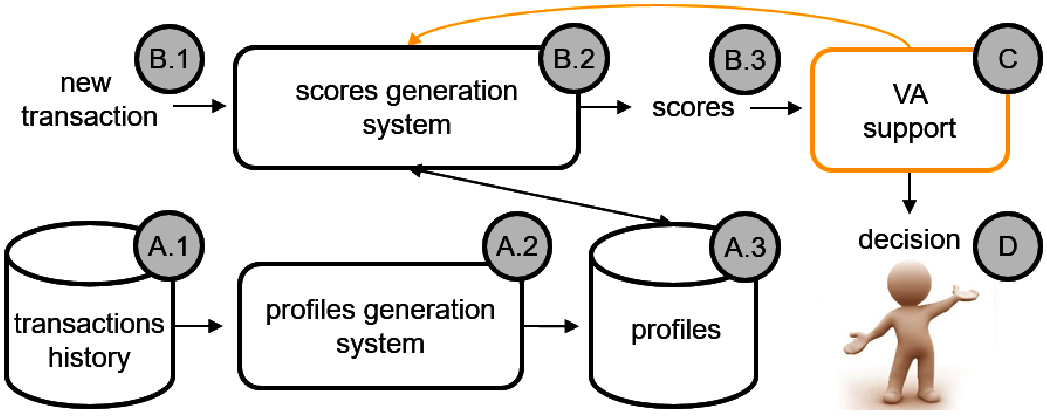 B.1
new
transaction
B.2
scores generation
system
B.3
scores
C
VA
support
A.1
transactions
history
A.2
profiles generation
system
A.3
profiles
D
decision